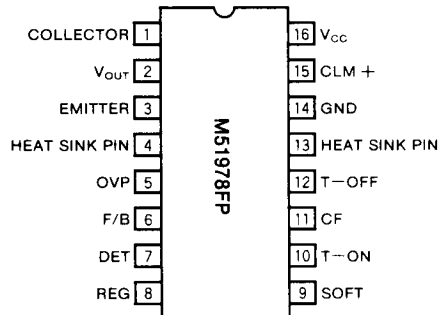 COLLECTOR 1 16 VCC
VOUT 2 15 CLM +
EMITTER 3 14 GND
HEAT SINK PIN 4 13 HEAT SINK PIN
OVP 5 12 T-OFF
F/B 6 11 CF
DET 7 10 T-ON
REG 8 9 SOFT
M51978FP